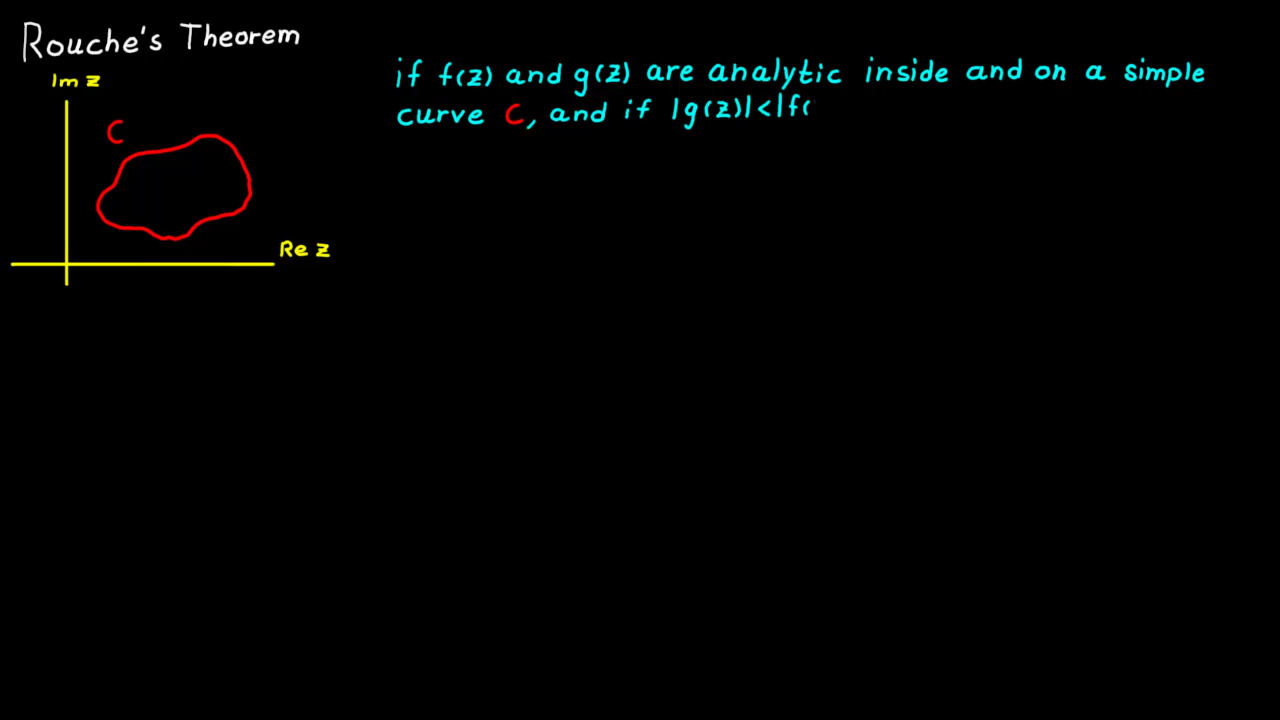 Rouche's Theorem
Im z
C
Re z
if f(z) and g(z) are analytic inside and on a simple
curve C, and if |g(z)|<|f(